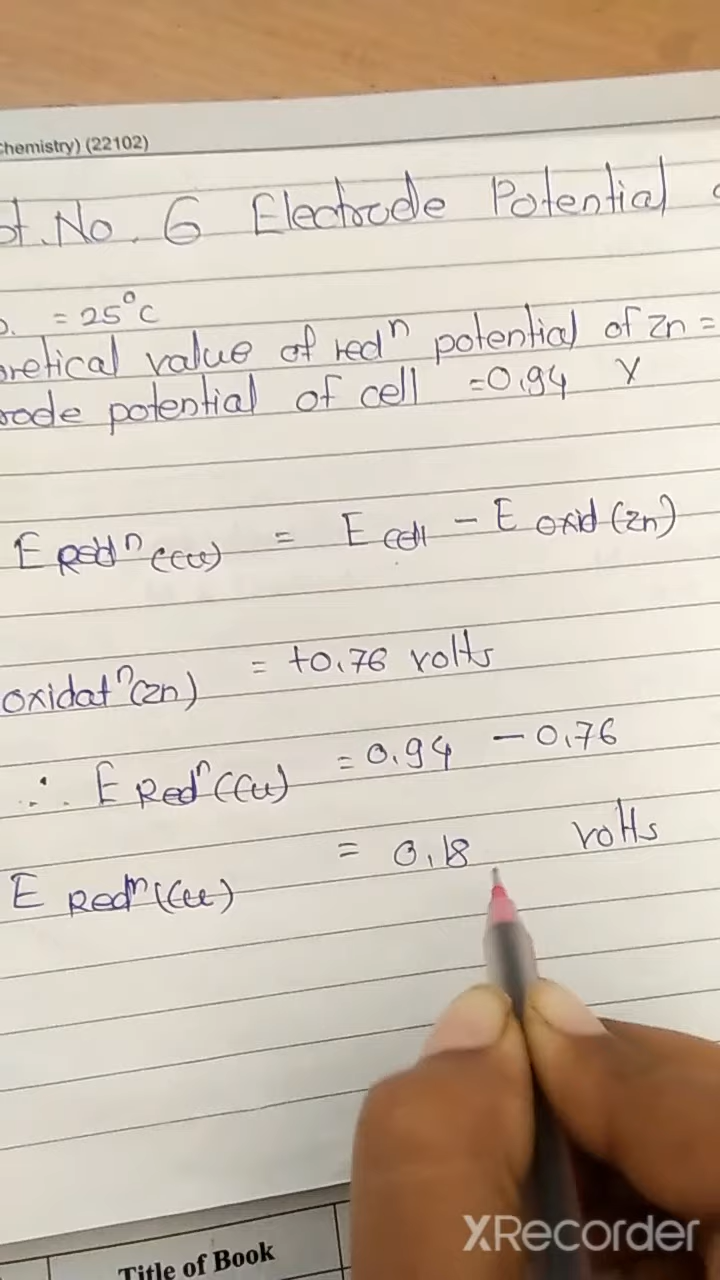 hemistry) (22102)
t. No. 6 Electrode Potential
= 25°C
oretical value of redⁿ potential of zn =
rode potential of cell = 0.94 V
E Redⁿ (Cu) = E cell - E oxid (zn)
oxidatⁿ (zn) = +0.76 volts
∴ E Redⁿ (Cu) = 0.94 - 0.76
E Redⁿ (Cu) = 0.18 volts
Title of Book
XRecorder